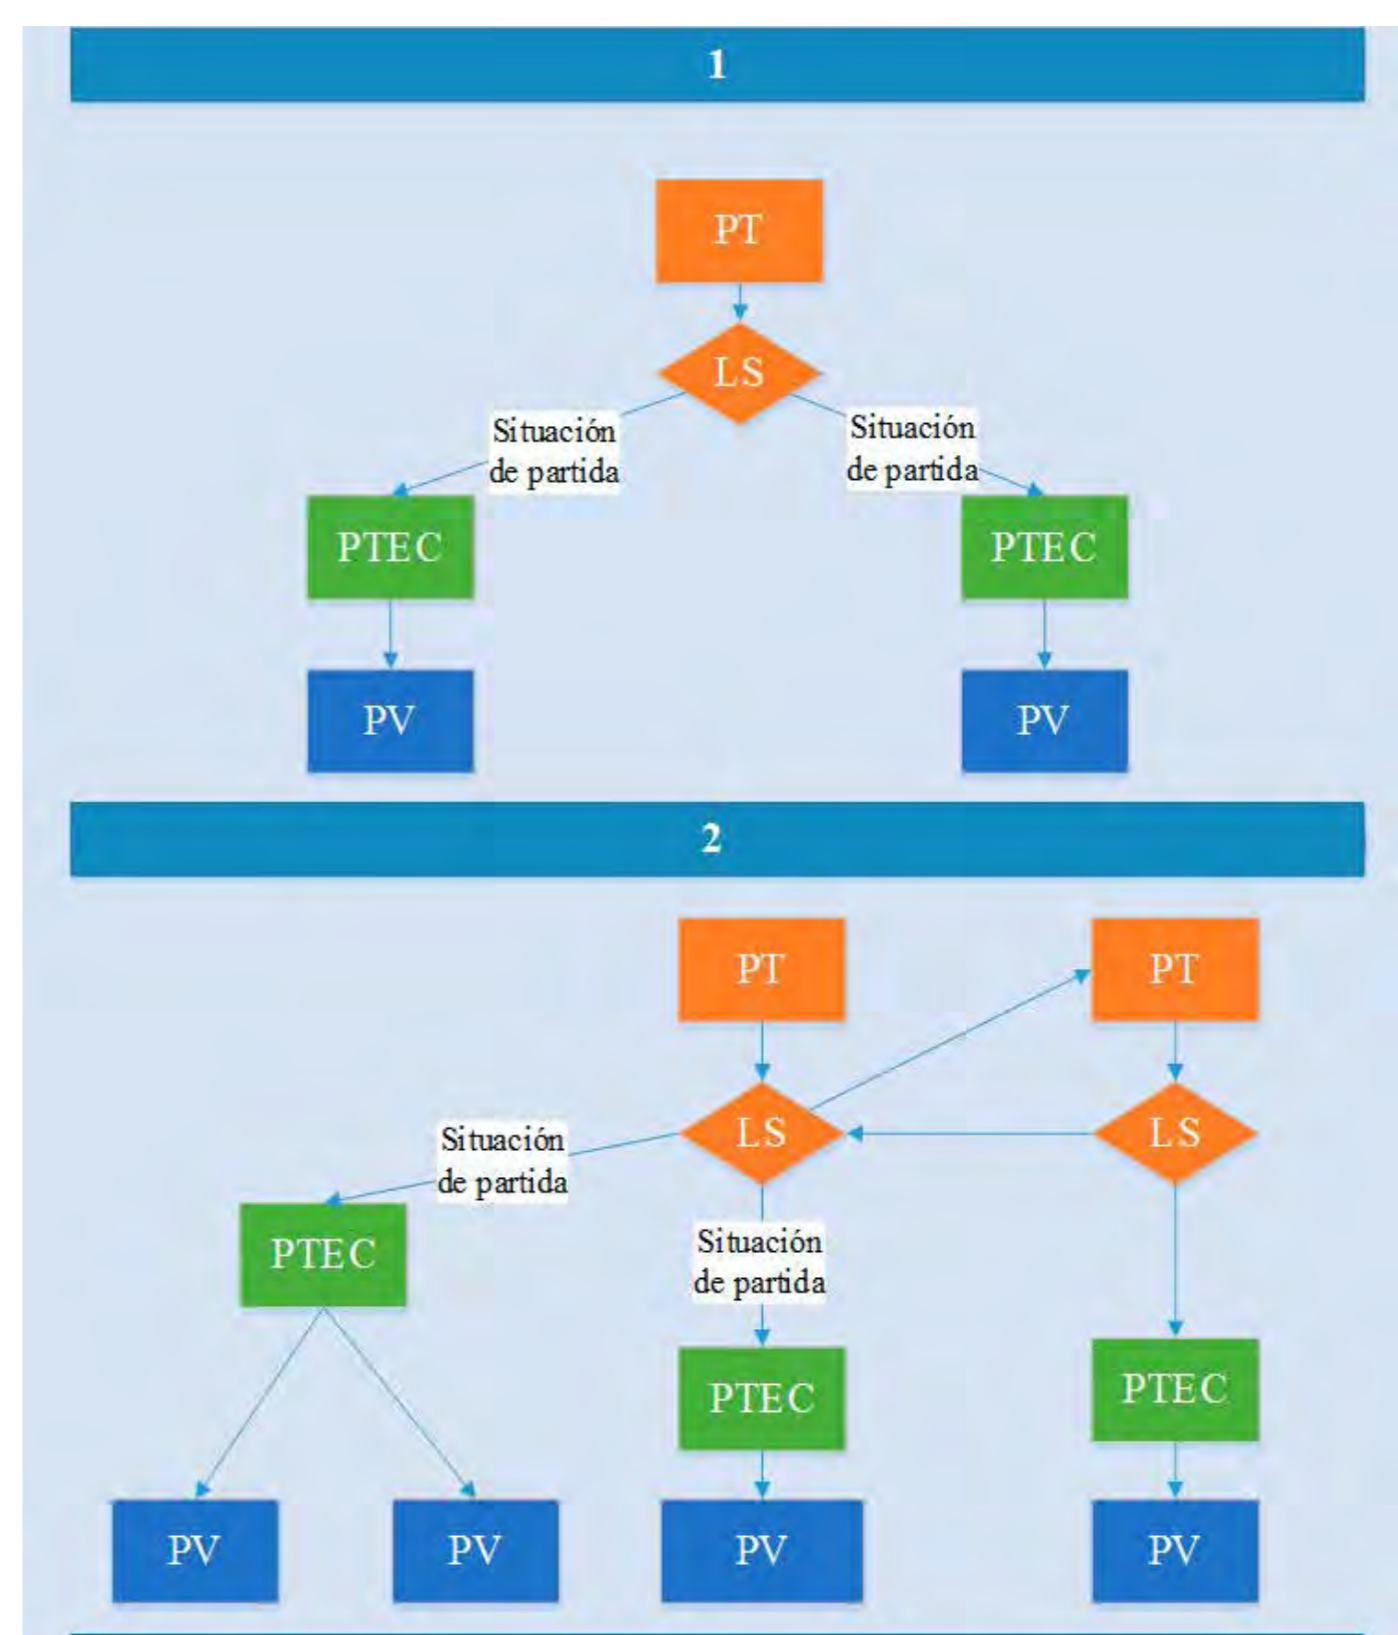 1
PT
LS
Situación
de partida
Situación
de partida
PTEC
PTEC
PV
PV
2
PT
PT
LS
LS
Situación
de partida
Situación
de partida
PTEC
PTEC
PTEC
PV
PV
PV
PV